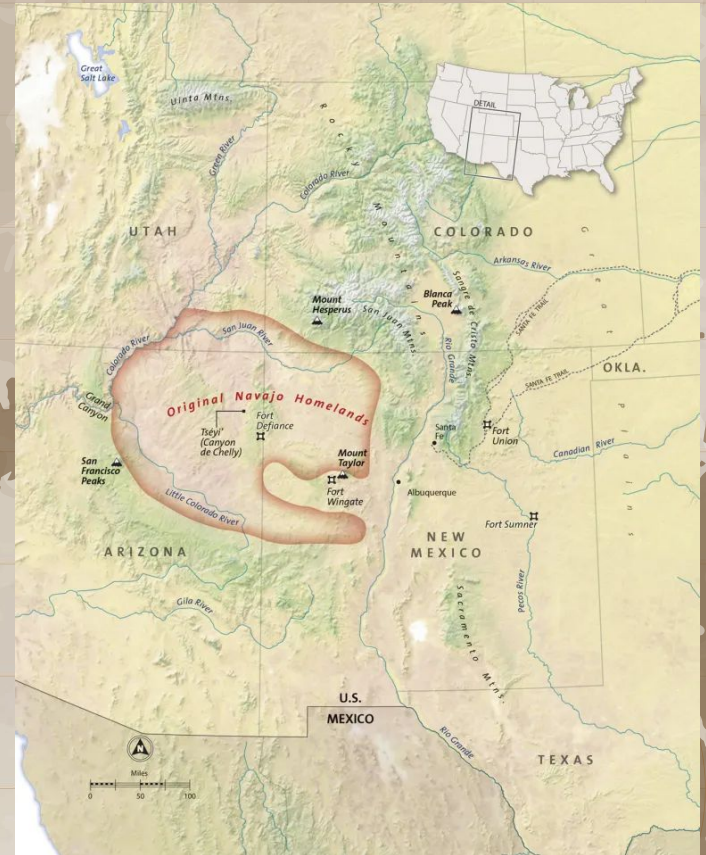 Great
Salt Lake
Uinta Mtns.
Green River
Rocky
Mountains
Colorado River
DETAIL
UTAH
COLORADO
Great
Plains
Arkansas River
Mount
Hesperus
San Juan Mtns.
Blanca
Peak
Sangre de Cristo Mtns.
SANTA FE TRAIL
SANTA FE TRAIL
Rio Grande
OKLA.
Colorado River
San Juan River
Grand
Canyon
Original Navajo Homelands
Tséyi'
(Canyon
de Chelly)
Fort
Defiance
Santa
Fe
Fort
Union
Canadian River
San
Francisco
Peaks
Mount
Taylor
Fort
Wingate
Albuquerque
Little Colorado River
Fort Sumner
ARIZONA
NEW
MEXICO
Gila River
Pecos River
Sacramento Mtns.
U.S.
MEXICO
Rio Grande
TEXAS
N
Miles
0 50 100